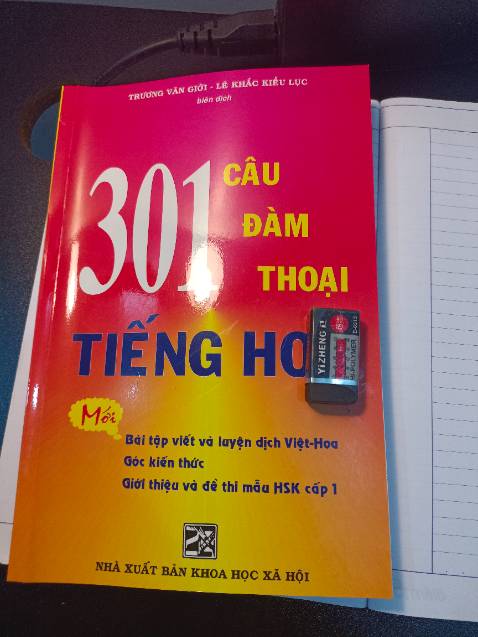 TRƯƠNG VĂN GIỚI - LÊ KHẮC KIỀU LỤC
biên dịch
301 CÂU
ĐÀM
THOẠI
TIẾNG HO
Mới
Bài tập viết và luyện dịch Việt-Hoa
Góc kiến thức
Giới thiệu và đề thi mẫu HSK cấp 1
NHÀ XUẤT BẢN KHOA HỌC XÃ HỘI
YiZHENG
HI-POLYMER